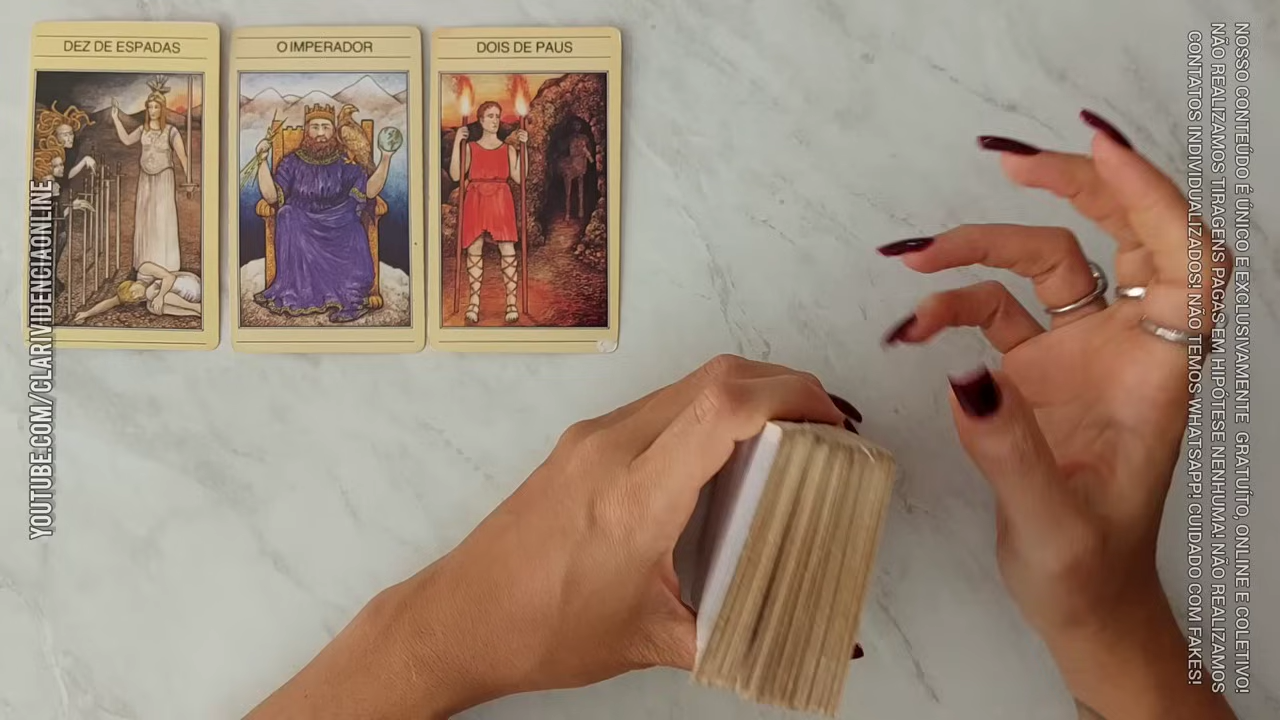 DEZ DE ESPADAS
O IMPERADOR
DOIS DE PAUS
YOUTUBE.COM/CLARIVIDENCIAONLINE
NOSSO CONTEÚDO É ÚNICO E EXCLUSIVAMENTE GRATUÍTO, ONLINE E COLETIVO!
NÃO REALIZAMOS TIRAGENS PAGAS EM HIPÓTESE NENHUMA! NÃO REALIZAMOS
CONTATOS INDIVIDUALIZADOS! NÃO TEMOS WHATSAPP! CUIDADO COM FAKES!